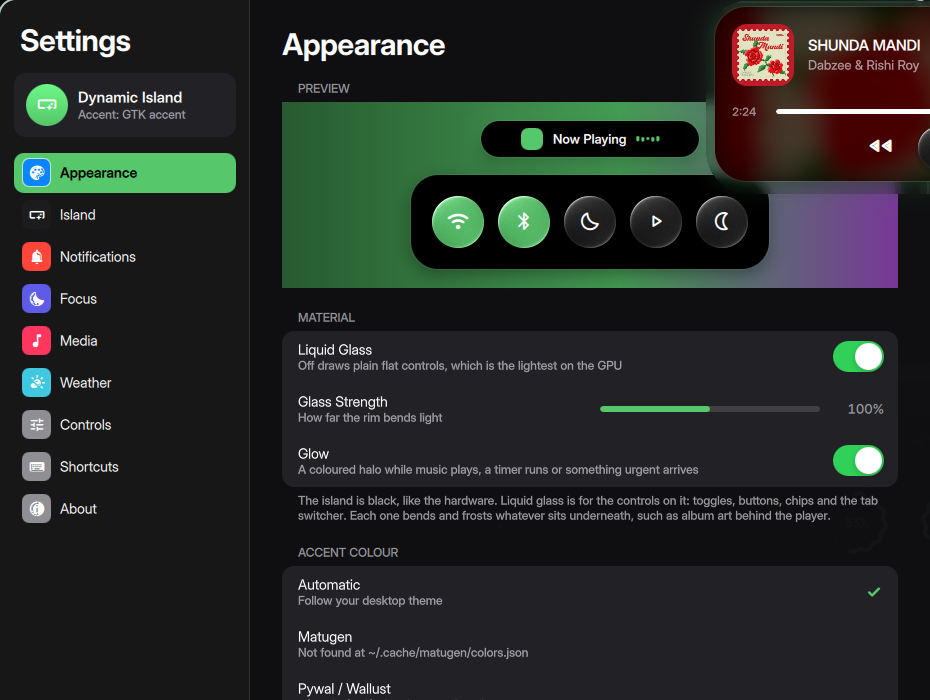 Settings
Dynamic Island
Accent: GTK accent
Appearance
Island
Notifications
Focus
Media
Weather
Controls
Shortcuts
About
Appearance
PREVIEW
Now Playing
Shunda
Mandi
SHUNDA MANDI
Dabzee & Rishi Roy
2:24
MATERIAL
Liquid Glass
Off draws plain flat controls, which is the lightest on the GPU
Glass Strength
How far the rim bends light
100%
Glow
A coloured halo while music plays, a timer runs or something urgent arrives
The island is black, like the hardware. Liquid glass is for the controls on it: toggles, buttons, chips and the tab
switcher. Each one bends and frosts whatever sits underneath, such as album art behind the player.
ACCENT COLOUR
Automatic
Follow your desktop theme
Matugen
Not found at ~/.cache/matugen/colors.json
Pywal / Wallust